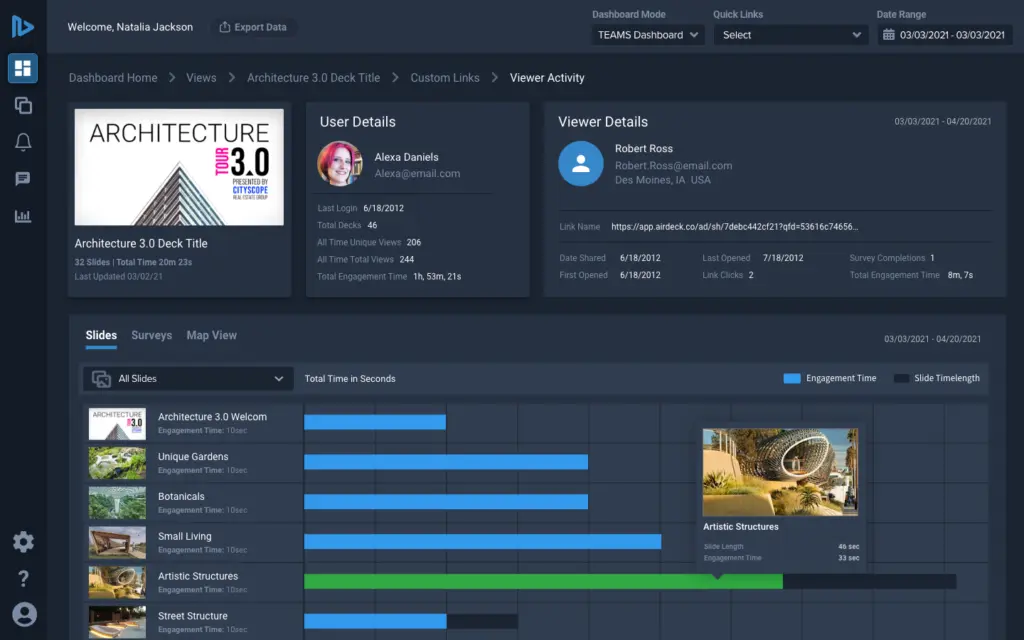 Welcome, Natalia Jackson
Export Data
Dashboard Mode
TEAMS Dashboard
Quick Links
Select
Date Range
03/03/2021 - 03/03/2021
Dashboard Home
Views
Architecture 3.0 Deck Title
Custom Links
Viewer Activity
ARCHITECTURE
TOUR
3.0
PRESENTED BY
CITYSCOPE
REAL ESTATE GROUP
Architecture 3.0 Deck Title
32 Slides | Total Time 20m 23s
Last Updated 03/02/21
User Details
Alexa Daniels
Alexa@email.com
Last Login 6/18/2012
Total Decks 46
All Time Unique Views 206
All Time Total Views 244
Total Engagement Time 1h, 53m, 21s
Viewer Details
03/03/2021 - 04/20/2021
Robert Ross
Robert.Ross@email.com
Des Moines, IA USA
Link Name https://app.airdeck.co/ad/sh/7debc442cf21?qfd=53616c74656...
Date Shared 6/18/2012
Last Opened 7/18/2012
Survey Completions 1
First Opened 6/18/2012
Link Clicks 2
Total Engagement Time 8m, 7s
Slides
Surveys
Map View
03/03/2021 - 04/20/2021
All Slides
Total Time in Seconds
Engagement Time
Slide Timelength
ARCHITECTURE
3.0
Architecture 3.0 Welcom
Engagement Time: 10sec
Unique Gardens
Engagement Time: 10sec
Botanicals
Engagement Time: 10sec
Small Living
Engagement Time: 10sec
Artistic Structures
Engagement Time: 10sec
Street Structure
Engagement Time: 10sec
Artistic Structures
Slide Length 46 sec
Engagement Time 33 sec
?